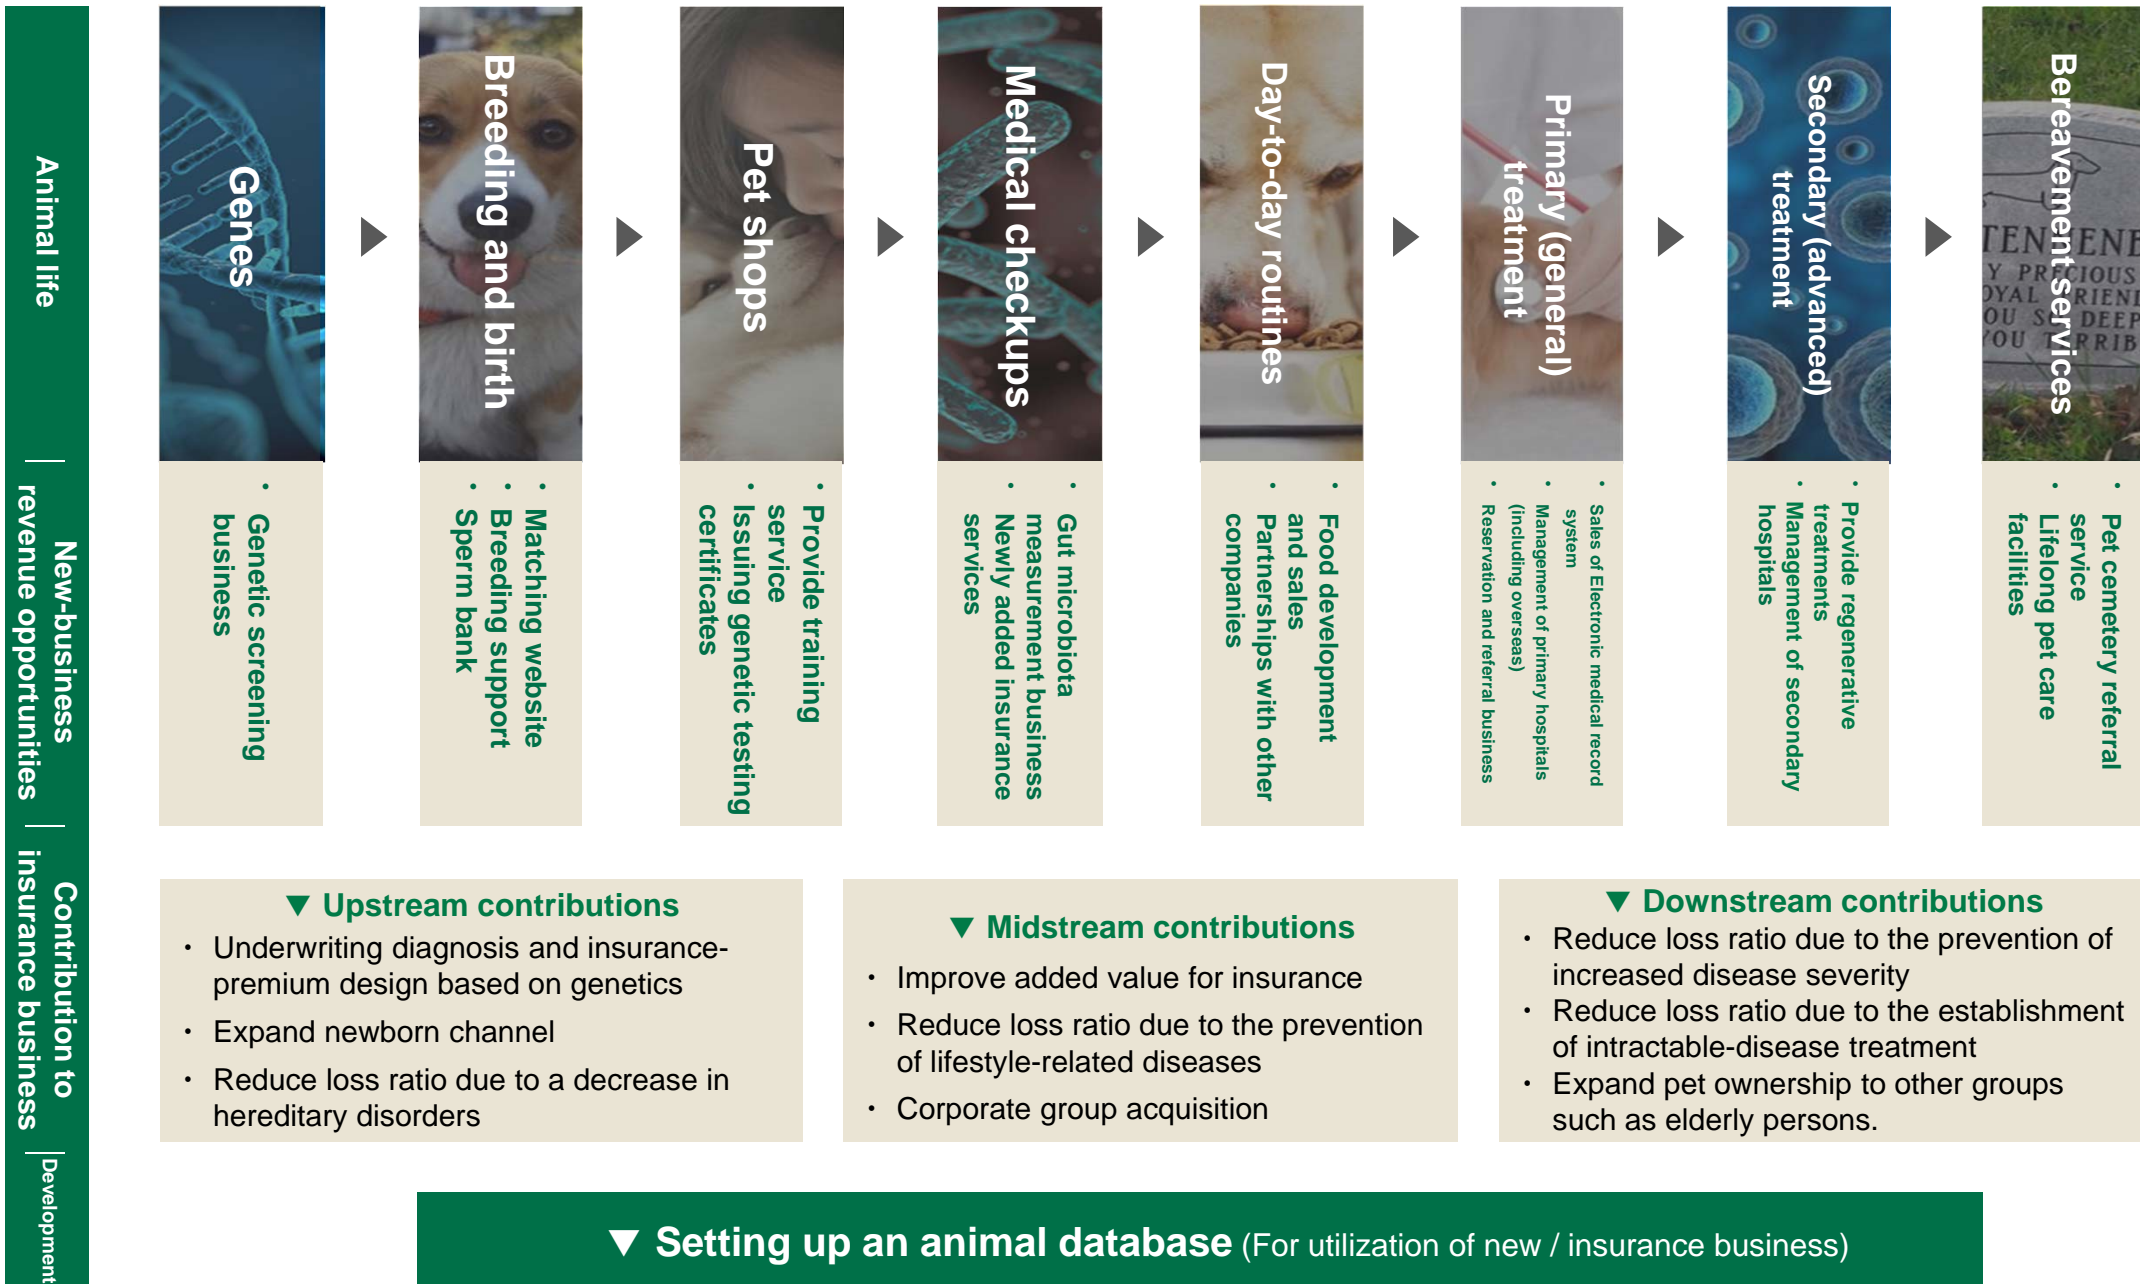 Animal life
Genes
Breeding and birth
Pet shops
Medical checkups
Day-to-day routines
Primary (general)
treatment
Secondary (advanced)
treatment
Bereavement services
PRECIOUS
DEEP
YOU
New-business
revenue opportunities
・ Genetic screening
business
・ Matching website
・ Breeding support
・ Sperm bank
・ Provide training
service
・ Issuing genetic testing
certificates
・ Gut microbiota
measurement business
・ Newly added insurance
services
・ Food development
and sales
・ Partnerships with other
companies
・ Sales of Electronic medical record
system
・ Management of primary hospitals
(including overseas)
・ Reservation and referral business
・ Provide regenerative
treatments
・ Management of secondary
hospitals
・ Pet cemetery referral
service
・ Lifelong pet care
facilities
Contribution to
insurance business
▼ Upstream contributions
・ Underwriting diagnosis and insurance-
premium design based on genetics
・ Expand newborn channel
・ Reduce loss ratio due to a decrease in
hereditary disorders
▼ Midstream contributions
・ Improve added value for insurance
・ Reduce loss ratio due to the prevention
of lifestyle-related diseases
・ Corporate group acquisition
▼ Downstream contributions
・ Reduce loss ratio due to the prevention of
increased disease severity
・ Reduce loss ratio due to the establishment
of intractable-disease treatment
・ Expand pet ownership to other groups
such as elderly persons.
Development
▼ Setting up an animal database (For utilization of new / insurance business)